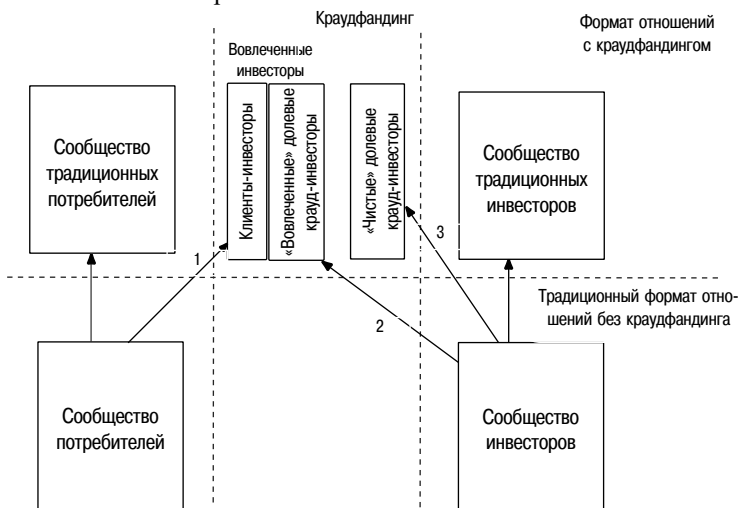 Краудфандинг
Формат отношений
с краудфандингом
Вовлеченные
инвесторы
Сообщество
традиционных
потребителей
Клиенты-инвесторы
«Вовлеченные» долевые
крауд-инвесторы
«Чистые» долевые
крауд-инвесторы
Сообщество
традиционных
инвесторов
1
3
2
Традиционный формат отно-
шений без краудфандинга
Сообщество
потребителей
Сообщество
инвесторов